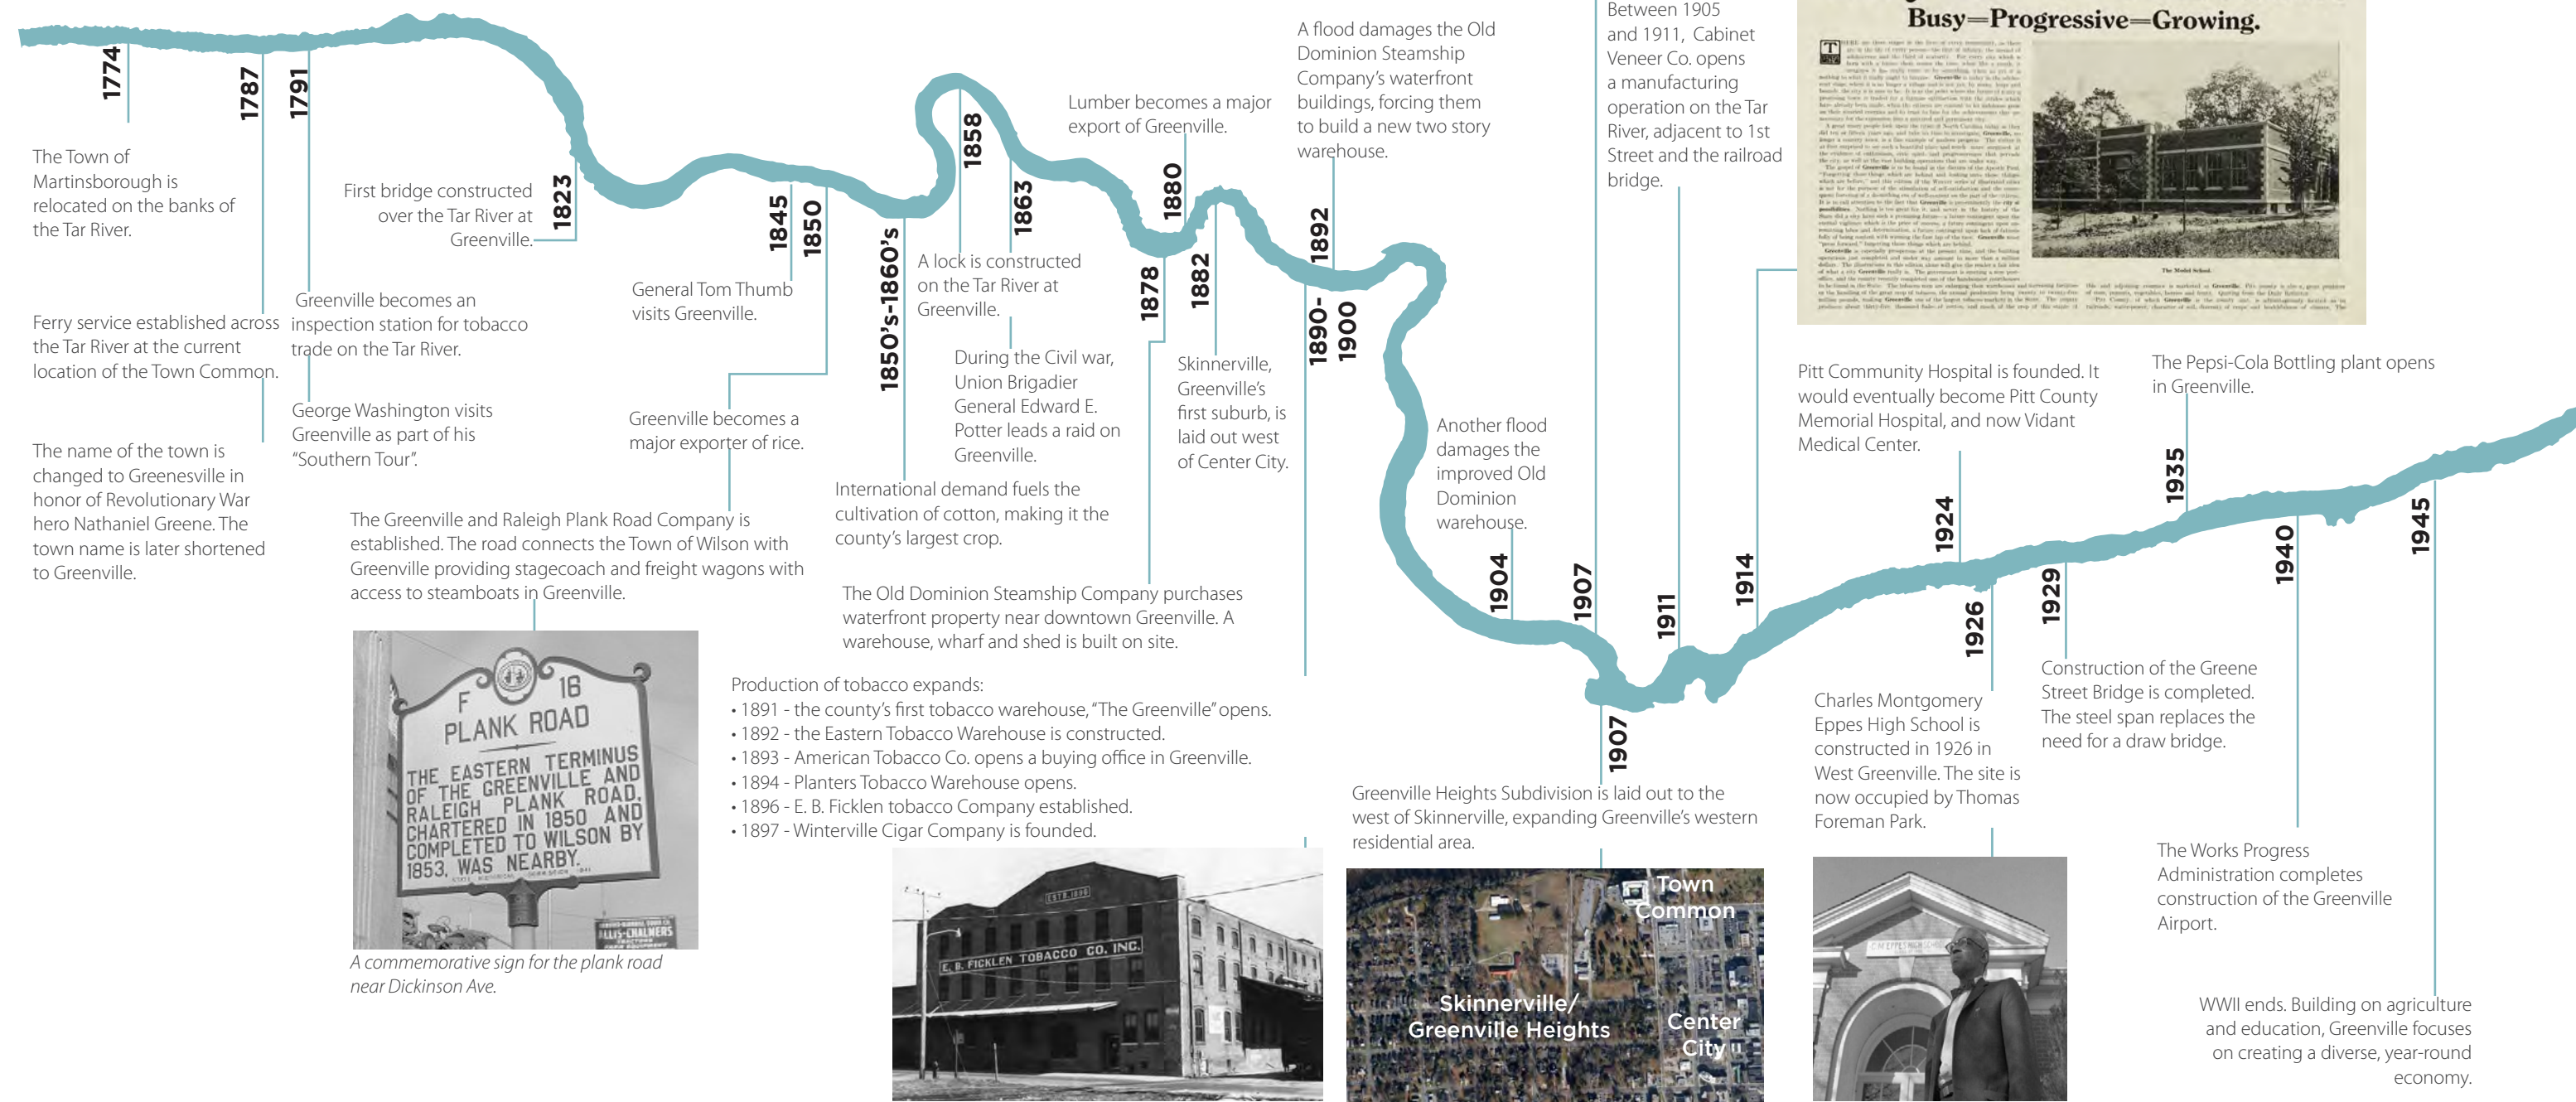 1774
The Town of
Martinsborough is
relocated on the banks of
the Tar River.
1787
Ferry service established across
the Tar River at the current
location of the Town Common.
The name of the town is
changed to Greenesville in
honor of Revolutionary War
hero Nathaniel Greene. The
town name is later shortened
to Greenville.
1791
Greenville becomes an
inspection station for tobacco
trade on the Tar River.
George Washington visits
Greenville as part of his
“Southern Tour”.
1823
First bridge constructed
over the Tar River at
Greenville.
1845
General Tom Thumb
visits Greenville.
1850
Greenville becomes a
major exporter of rice.
The Greenville and Raleigh Plank Road Company is
established. The road connects the Town of Wilson with
Greenville providing stagecoach and freight wagons with
access to steamboats in Greenville.
F 16
PLANK ROAD
THE EASTERN TERMINUS
OF THE GREENVILLE AND
RALEIGH PLANK ROAD,
CHARTERED IN 1850 AND
COMPLETED TO WILSON BY
1853, WAS NEARBY.
ALLIS-CHALMERS
A commemorative sign for the plank road
near Dickinson Ave.
1850's-1860's
International demand fuels the
cultivation of cotton, making it the
county's largest crop.
1858
A lock is constructed
on the Tar River at
Greenville.
1863
During the Civil war,
Union Brigadier
General Edward E.
Potter leads a raid on
Greenville.
1878
The Old Dominion Steamship Company purchases
waterfront property near downtown Greenville. A
warehouse, wharf and shed is built on site.
1880
Lumber becomes a major
export of Greenville.
1882
Skinnerville,
Greenville's
first suburb, is
laid out west
of Center City.
1892
A flood damages the Old
Dominion Steamship
Company's waterfront
buildings, forcing them
to build a new two story
warehouse.
1890-
1900
Production of tobacco expands:
• 1891 - the county's first tobacco warehouse, “The Greenville” opens.
• 1892 - the Eastern Tobacco Warehouse is constructed.
• 1893 - American Tobacco Co. opens a buying office in Greenville.
• 1894 - Planters Tobacco Warehouse opens.
• 1896 - E. B. Ficklen tobacco Company established.
• 1897 - Winterville Cigar Company is founded.
ESTB. 1896
E. B. FICKLEN TOBACCO CO. INC.
1904
Another flood
damages the
improved Old
Dominion
warehouse.
1907
1907
Greenville Heights Subdivision is laid out to the
west of Skinnerville, expanding Greenville's western
residential area.
Town
Common
Skinnerville/
Greenville Heights
Center
City
1911
Between 1905
and 1911, Cabinet
Veneer Co. opens
a manufacturing
operation on the Tar
River, adjacent to 1st
Street and the railroad
bridge.
1914
Busy=Progressive=Growing.
The Model School.
1924
Pitt Community Hospital is founded. It
would eventually become Pitt County
Memorial Hospital, and now Vidant
Medical Center.
1926
Charles Montgomery
Eppes High School is
constructed in 1926 in
West Greenville. The site is
now occupied by Thomas
Foreman Park.
1929
Construction of the Greene
Street Bridge is completed.
The steel span replaces the
need for a draw bridge.
1935
The Pepsi-Cola Bottling plant opens
in Greenville.
1940
The Works Progress
Administration completes
construction of the Greenville
Airport.
1945
WWII ends. Building on agriculture
and education, Greenville focuses
on creating a diverse, year-round
economy.